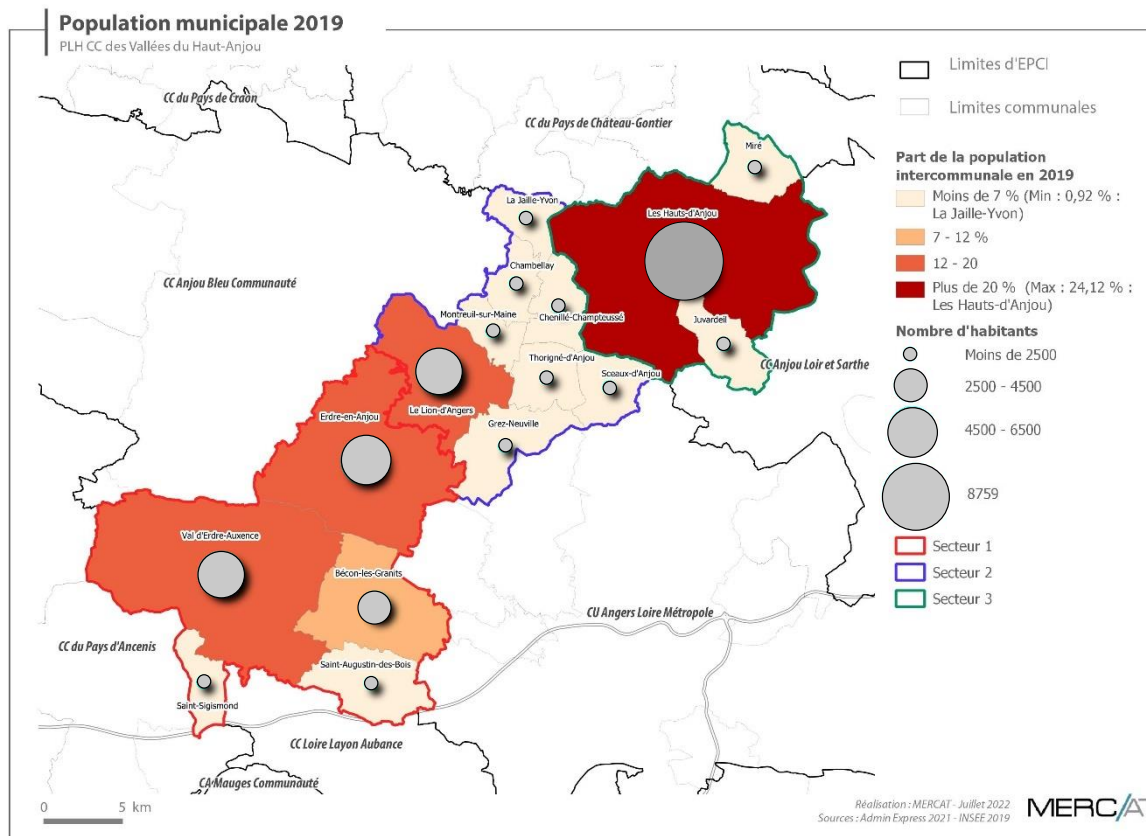 Population municipale 2019
PLH CC des Vallées du Haut-Anjou
CC du Pays de Craon
CC du Pays de Château-Gontier
Miré
La Jaille-Yvon
Les Hauts-d'Anjou
CC Anjou Bleu Communauté
Chambellay
Montreuil-sur-Maine
Chenillé-Champteussé
Juvardeil
Thorigné-d'Anjou
CC Anjou Loir et Sarthe
Sceaux-d'Anjou
Le Lion-d'Angers
Erdre-en-Anjou
Grez-Neuville
Val d'Erdre-Auxence
Bécon-les-Granits
CU Angers Loire Métropole
CC du Pays d'Ancenis
Saint-Augustin-des-Bois
Saint-Sigismond
CC Loire Layon Aubance
CA Mauges Communauté
0 5 km
Limites d'EPCI
Limites communales
Part de la population
intercommunale en 2019
Moins de 7 % (Min : 0,92 % :
La Jaille-Yvon)
7 - 12 %
12 - 20
Plus de 20 % (Max : 24,12 % :
Les Hauts-d'Anjou)
Nombre d'habitants
Moins de 2500
2500 - 4500
4500 - 6500
8759
Secteur 1
Secteur 2
Secteur 3
Réalisation : MERCAT - Juillet 2022
Sources : Admin Express 2021 - INSEE 2019
MERC/AT